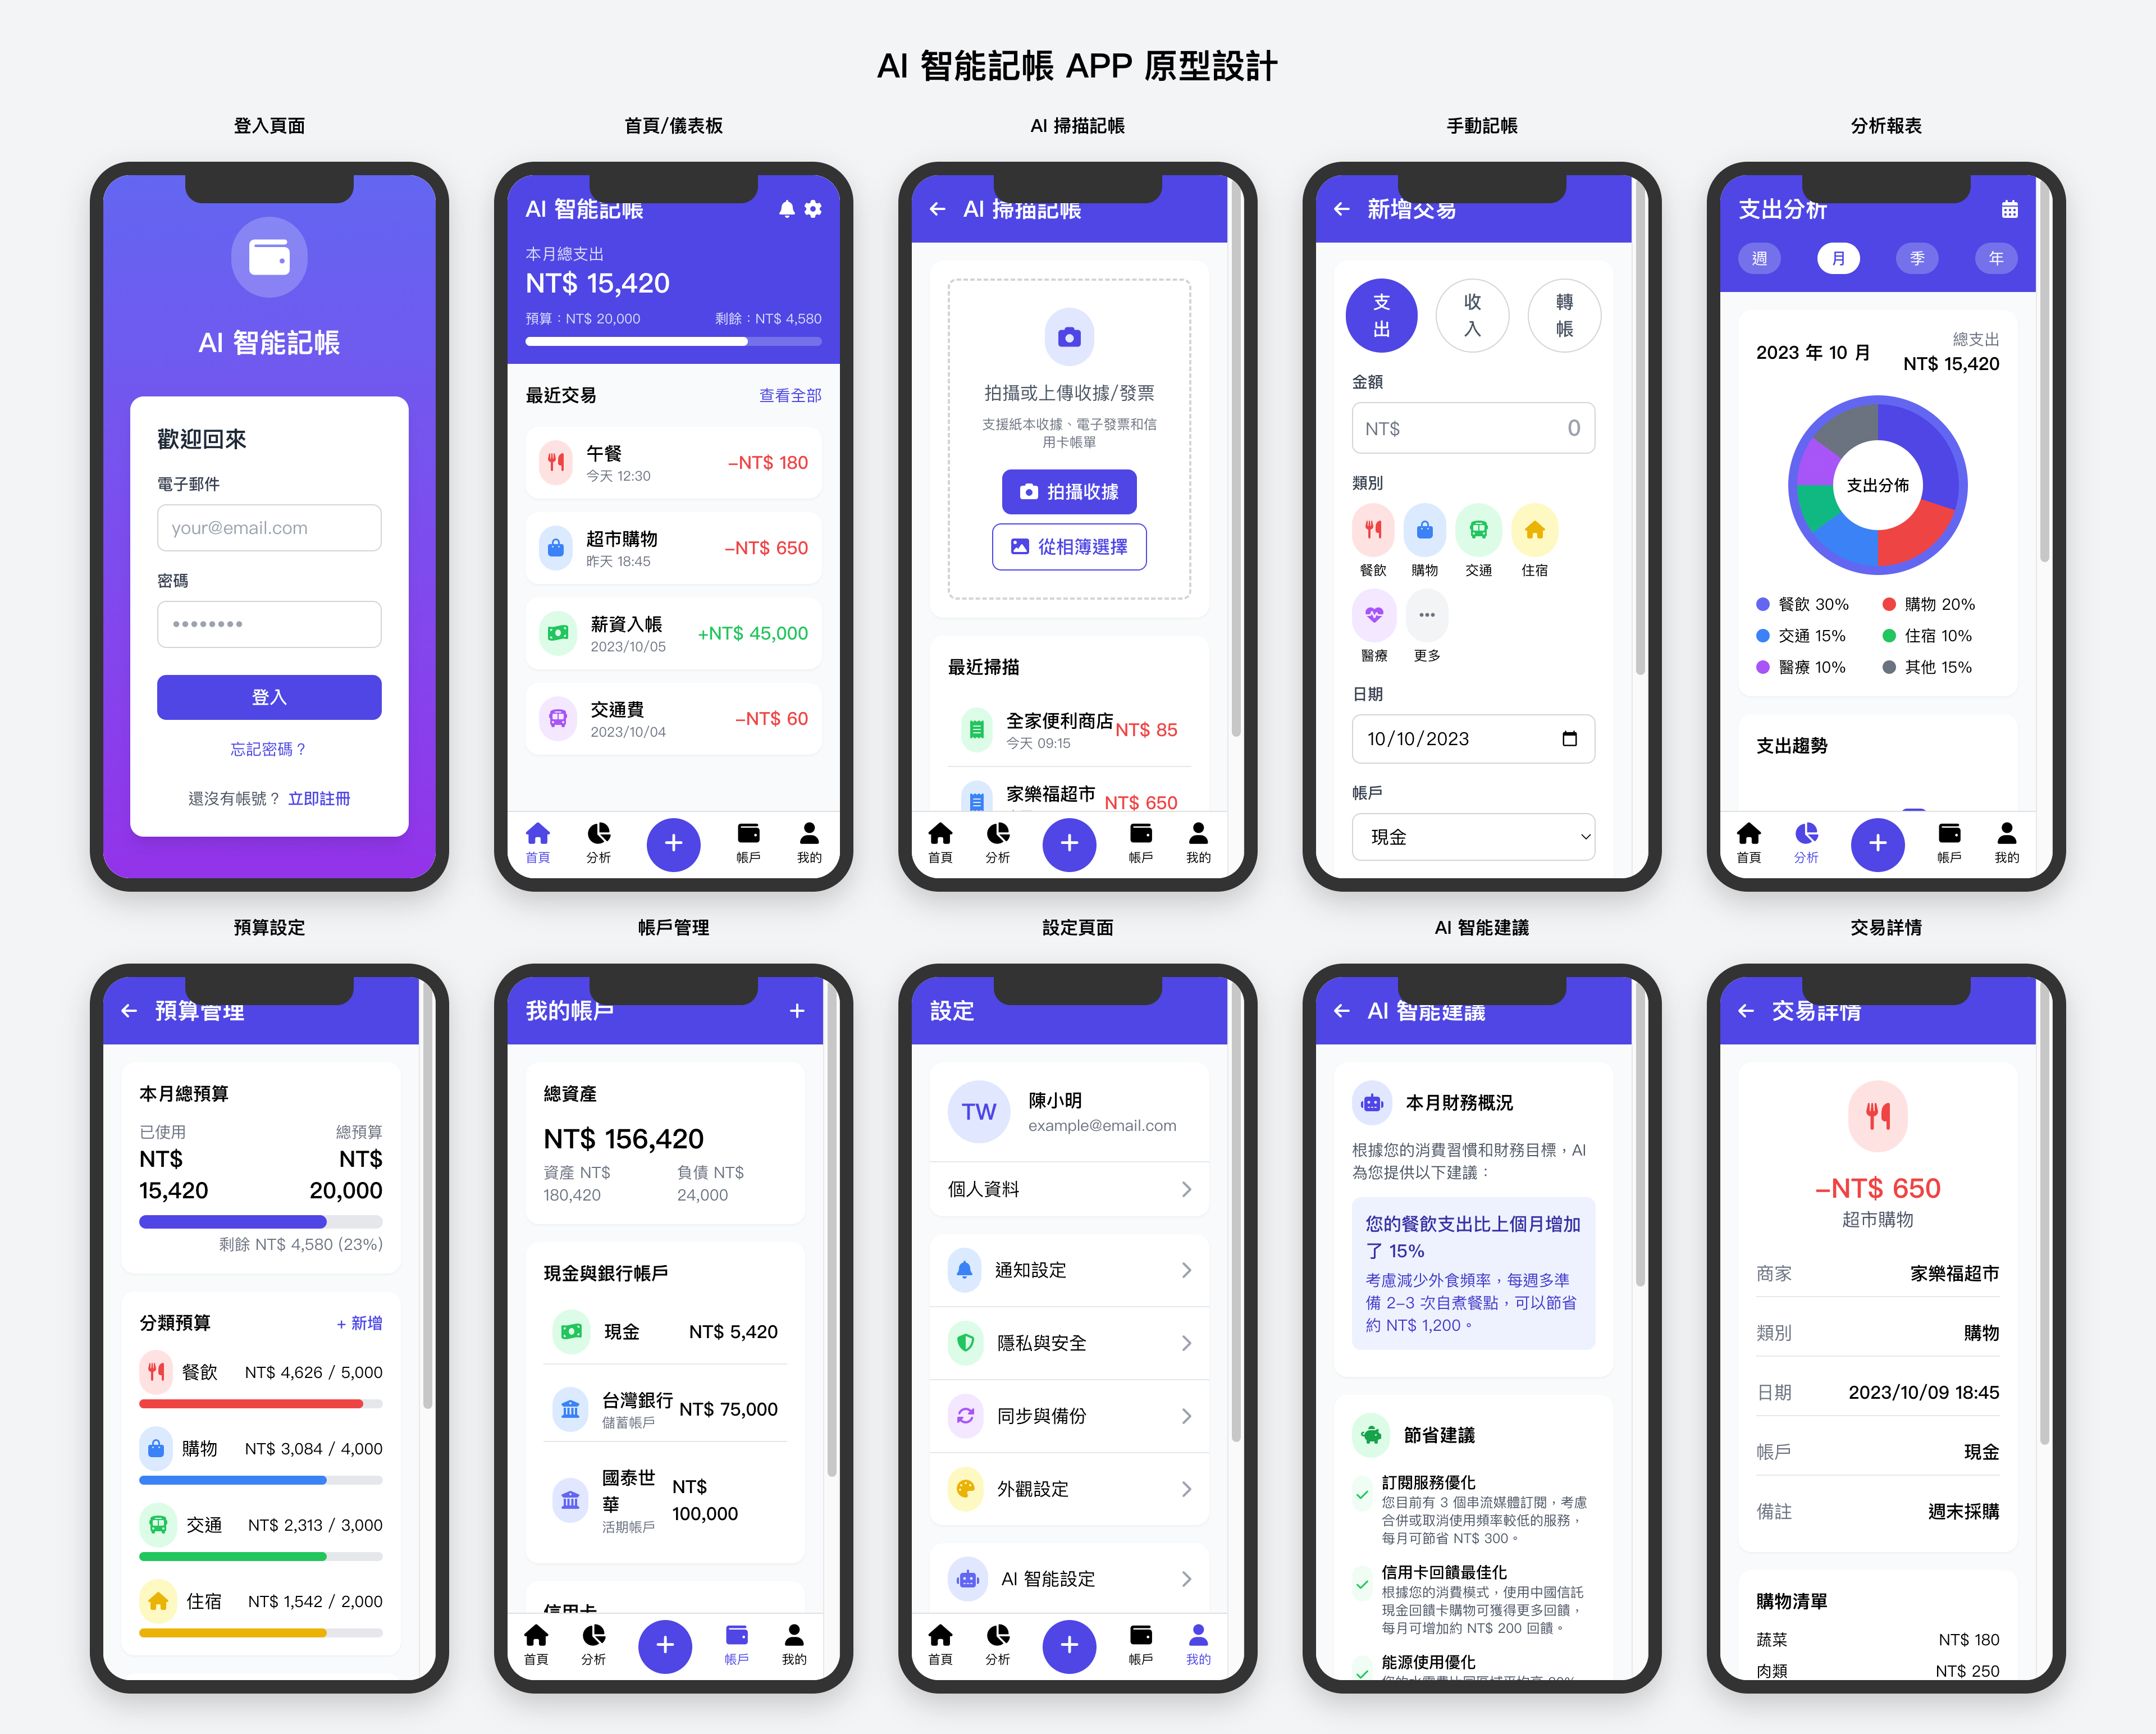 AI 智能記帳 APP 原型設計
登入頁面
AI 智能記帳
歡迎回來
電子郵件
your@email.com
密碼
••••••••
登入
忘記密碼？
還沒有帳號？ 立即註冊
首頁/儀表板
AI 智能記帳
本月總支出
NT$ 15,420
預算：NT$ 20,000 剩餘：NT$ 4,580
最近交易 查看全部
午餐
今天 12:30
-NT$ 180
超市購物
昨天 18:45
-NT$ 650
薪資入帳
2023/10/05
+NT$ 45,000
交通費
2023/10/04
-NT$ 60
首頁 分析 帳戶 我的
AI 掃描記帳
AI 掃描記帳
拍攝或上傳收據/發票
支援紙本收據、電子發票和信
用卡帳單
拍攝收據
從相簿選擇
最近掃描
全家便利商店
今天 09:15
NT$ 85
家樂福超市
NT$ 650
首頁 分析 帳戶 我的
手動記帳
新增交易
支
出
收
入
轉
帳
金額
NT$ 0
類別
餐飲 購物 交通 住宿
醫療 更多
日期
10/10/2023
帳戶
現金
分析報表
支出分析
週 月 季 年
2023 年 10 月
總支出
NT$ 15,420
支出分佈
餐飲 30% 購物 20%
交通 15% 住宿 10%
醫療 10% 其他 15%
支出趨勢
首頁 分析 帳戶 我的
預算設定
預算管理
本月總預算
已使用 總預算
NT$ NT$
15,420 20,000
剩餘 NT$ 4,580 (23%)
分類預算 + 新增
餐飲 NT$ 4,626 / 5,000
購物 NT$ 3,084 / 4,000
交通 NT$ 2,313 / 3,000
住宿 NT$ 1,542 / 2,000
帳戶管理
我的帳戶
總資產
NT$ 156,420
資產 NT$ 負債 NT$
180,420 24,000
現金與銀行帳戶
現金 NT$ 5,420
台灣銀行
儲蓄帳戶
NT$ 75,000
國泰世
華
活期帳戶
NT$
100,000
信用卡
首頁 分析 帳戶 我的
設定頁面
設定
TW
陳小明
example@email.com
個人資料
通知設定
隱私與安全
同步與備份
外觀設定
AI 智能設定
首頁 分析 帳戶 我的
AI 智能建議
AI 智能建議
本月財務概況
根據您的消費習慣和財務目標，AI
為您提供以下建議：
您的餐飲支出比上個月增加
了 15%
考慮減少外食頻率，每週多準
備 2-3 次自煮餐點，可以節省
約 NT$ 1,200。
節省建議
訂閱服務優化
您目前有 3 個串流媒體訂閱，考慮
合併或取消使用頻率較低的服務，
每月可節省 NT$ 300。
信用卡回饋最佳化
根據您的消費模式，使用中國信託
現金回饋卡購物可獲得更多回饋，
每月可增加約 NT$ 200 回饋。
能源使用優化
交易詳情
交易詳情
-NT$ 650
超市購物
商家 家樂福超市
類別 購物
日期 2023/10/09 18:45
帳戶 現金
備註 週末採購
購物清單
蔬菜 NT$ 180
肉類 NT$ 250